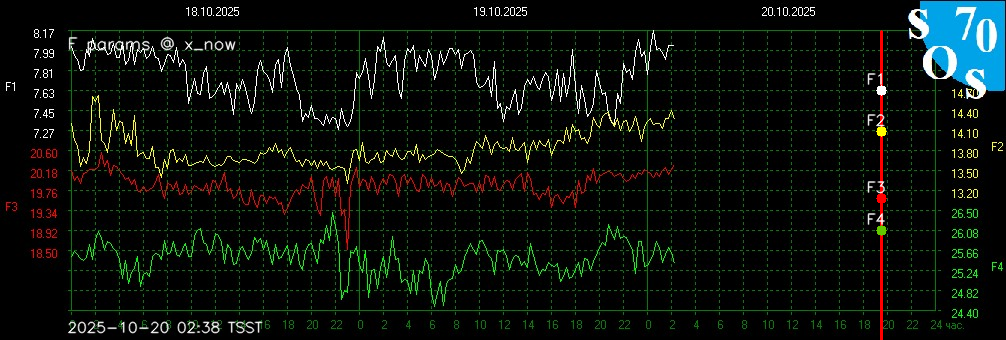 18.10.2025 19.10.2025 20.10.2025
F params @ x_now
SOS 70
F1
8.17
7.99
7.81
7.63
7.45
7.27
F3
20.60
20.18
19.76
19.34
18.92
18.50
F1
F2
F3
F4
14.70
14.40
14.10
13.80
13.50
13.20
F2
26.50
26.08
25.66
25.24
24.82
24.40
F4
2025-10-20 02:38 TSST
18 20 22 0 2 4 6 8 10 12 14 16 18 20 22 0 2 4 6 8 10 12 14 16 18 20 22 24 час.